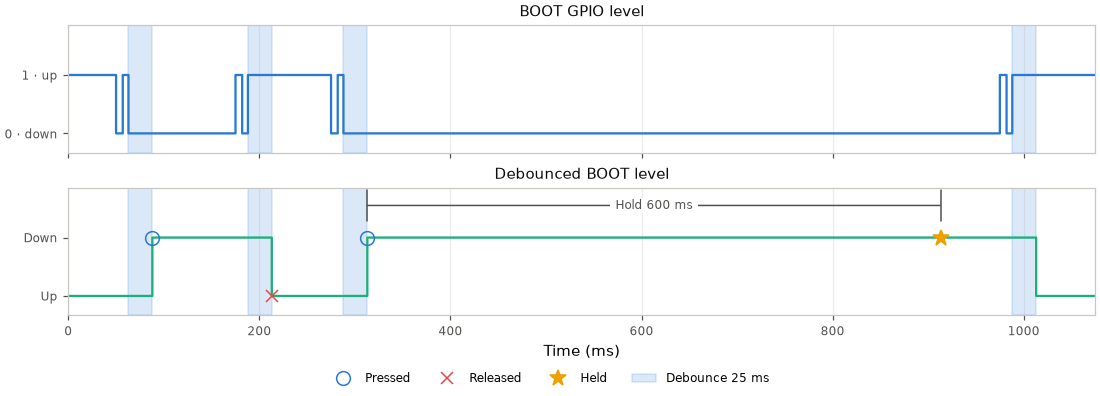 BOOT GPIO level
1 · up
0 · down
Debounced BOOT level
Hold 600 ms
Down
Up
0 200 400 600 800 1000
Time (ms)
Pressed Released Held Debounce 25 ms